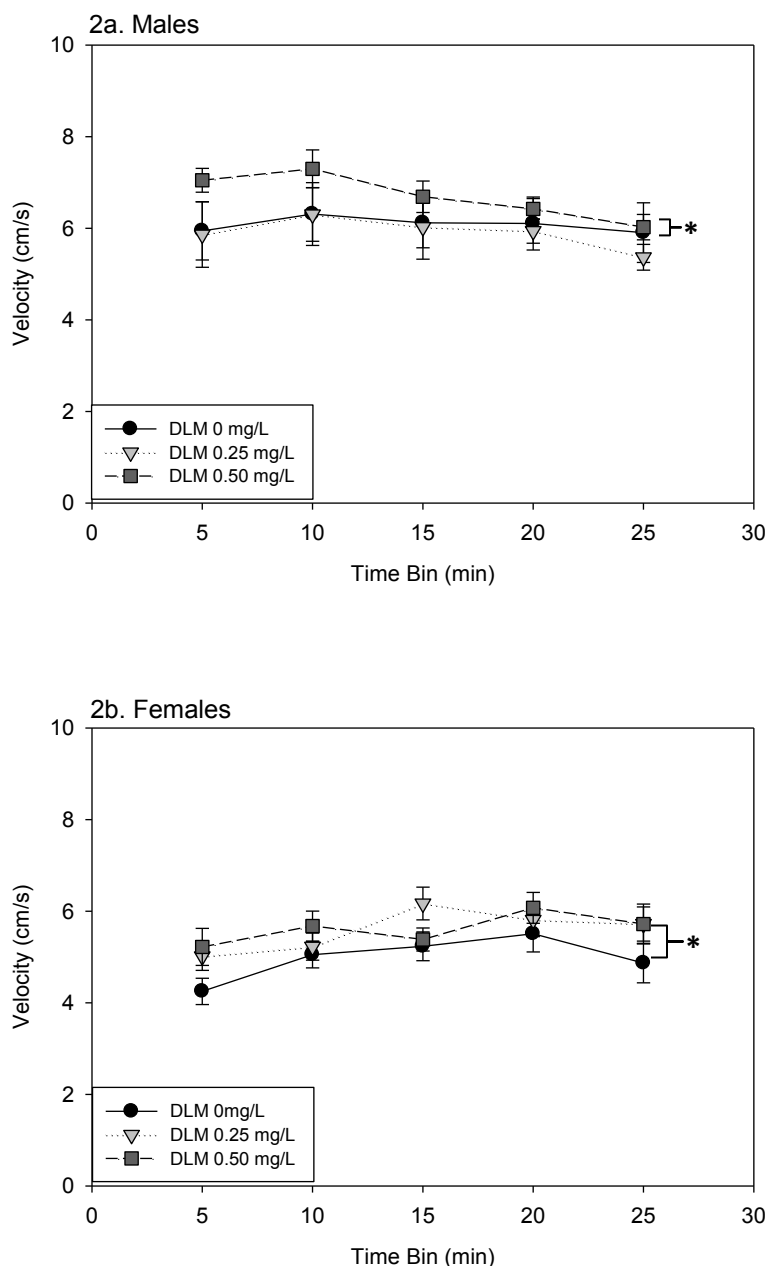 2a. Males
10
8
6
4
2
0
Velocity (cm/s)
*
DLM 0 mg/L
DLM 0.25 mg/L
DLM 0.50 mg/L
0 5 10 15 20 25 30
Time Bin (min)
2b. Females
10
8
6
4
2
0
Velocity (cm/s)
*
DLM 0mg/L
DLM 0.25 mg/L
DLM 0.50 mg/L
0 5 10 15 20 25 30
Time Bin (min)